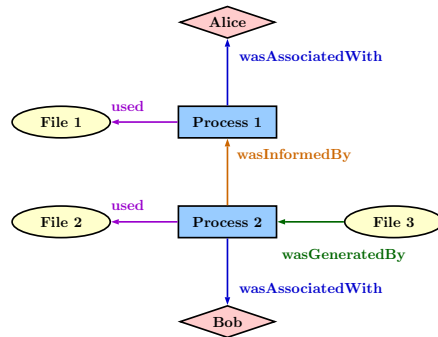 Alice
wasAssociatedWith
used
File 1
Process 1
wasInformedBy
used
File 2
Process 2
File 3
wasGeneratedBy
wasAssociatedWith
Bob